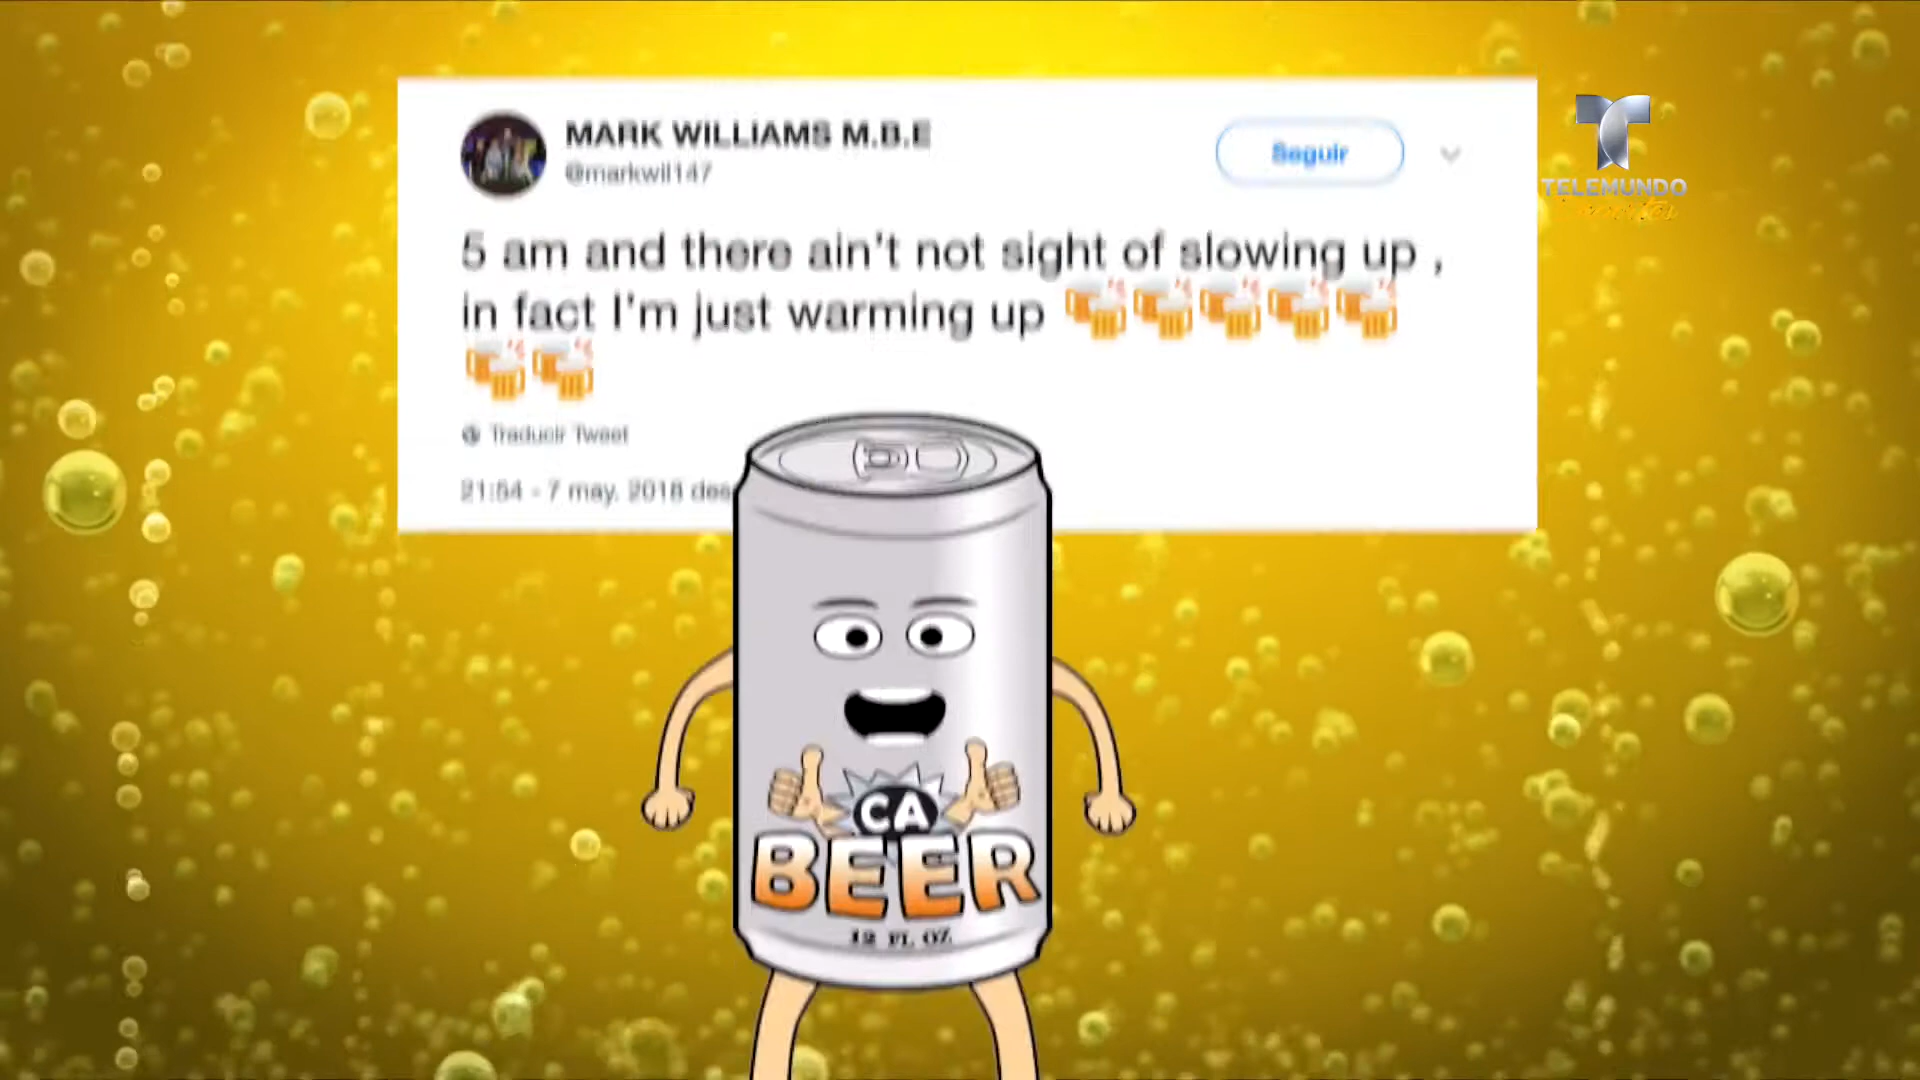 MARK WILLIAMS M.B.E
@markwil147
Seguir
TELEMUNDO
5 am and there ain't not sight of slowing up ,
in fact I'm just warming up 🍻🍻🍻🍻🍻
🍻🍻
Traducir Tweet
21:54 - 7 may. 2018 des
CA
BEER
12 FL OZ